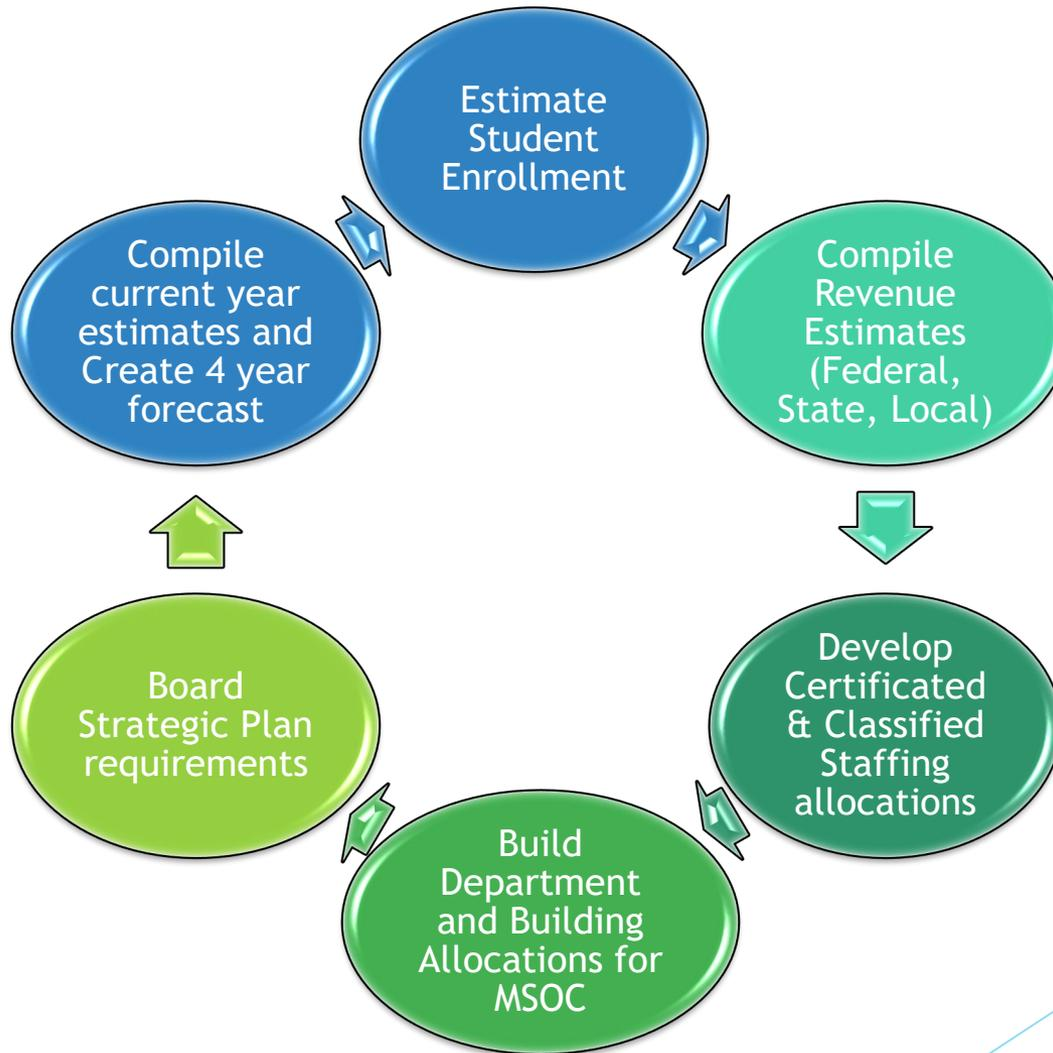 Estimate
Student
Enrollment
Compile
Revenue
Estimates
(Federal,
State, Local)
Develop
Certificated
& Classified
Staffing
allocations
Build
Department
and Building
Allocations for
MSOC
Board
Strategic Plan
requirements
Compile
current year
estimates and
Create 4 year
forecast